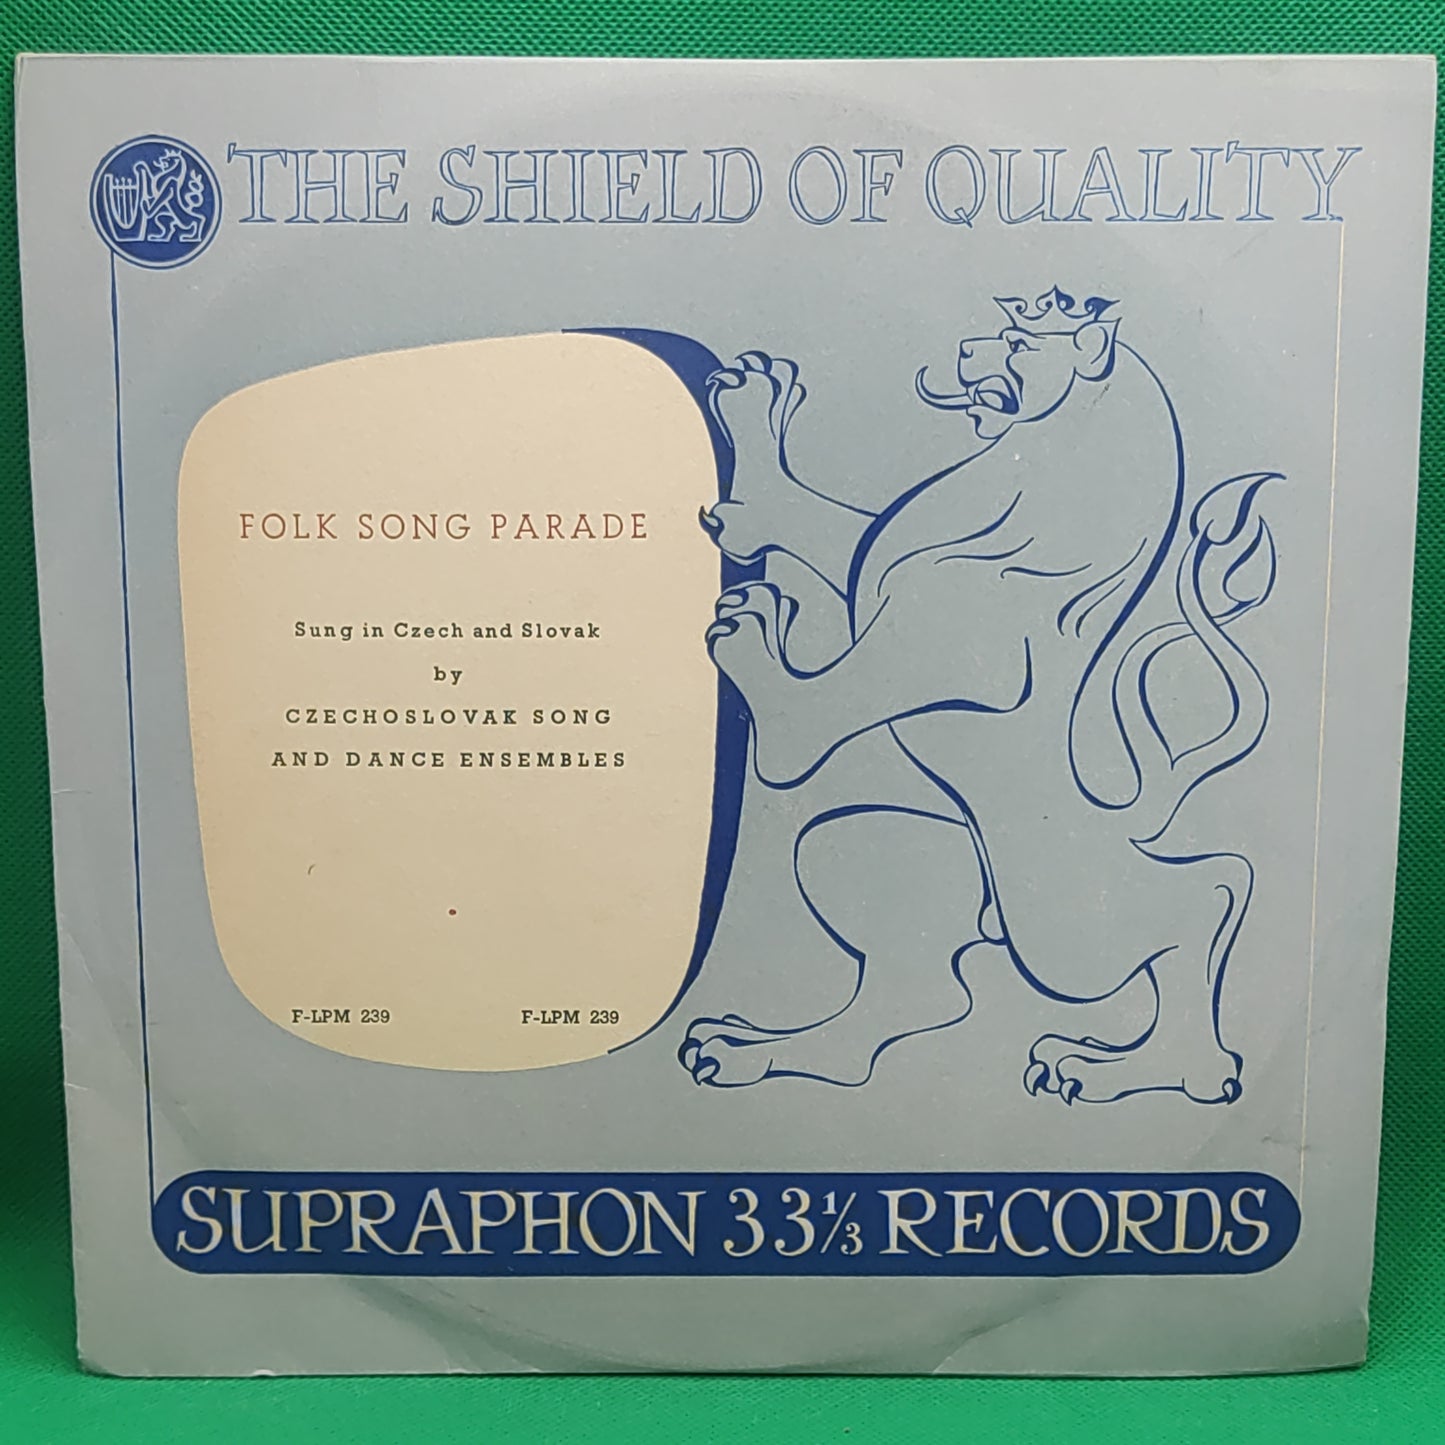 THE SHIELD OF QUALITY
FOLK SONG PARADE
Sung in Czech and Slovak
by
CZECHOSLOVAK SONG
AND DANCE ENSEMBLES
F-LPM 239 F-LPM 239
SUPRAPHON 33⅓ RECORDS